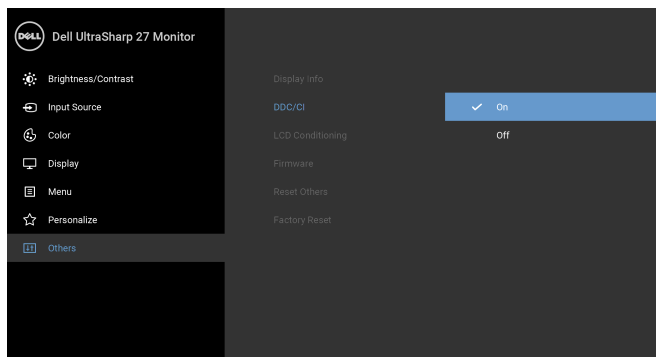 DELL Dell UltraSharp 27 Monitor
Brightness/Contrast
Input Source
Color
Display
Menu
Personalize
Others
Display Info
DDC/CI
LCD Conditioning
Firmware
Reset Others
Factory Reset
On
Off